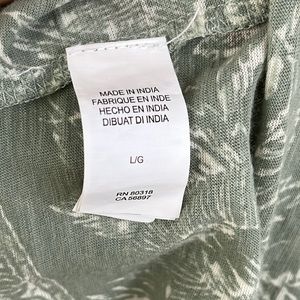 MADE IN INDIA
FABRIQUE EN INDE
HECHO EN INDIA
DIBUAT DI INDIA
L/G
RN 80318
CA 56897